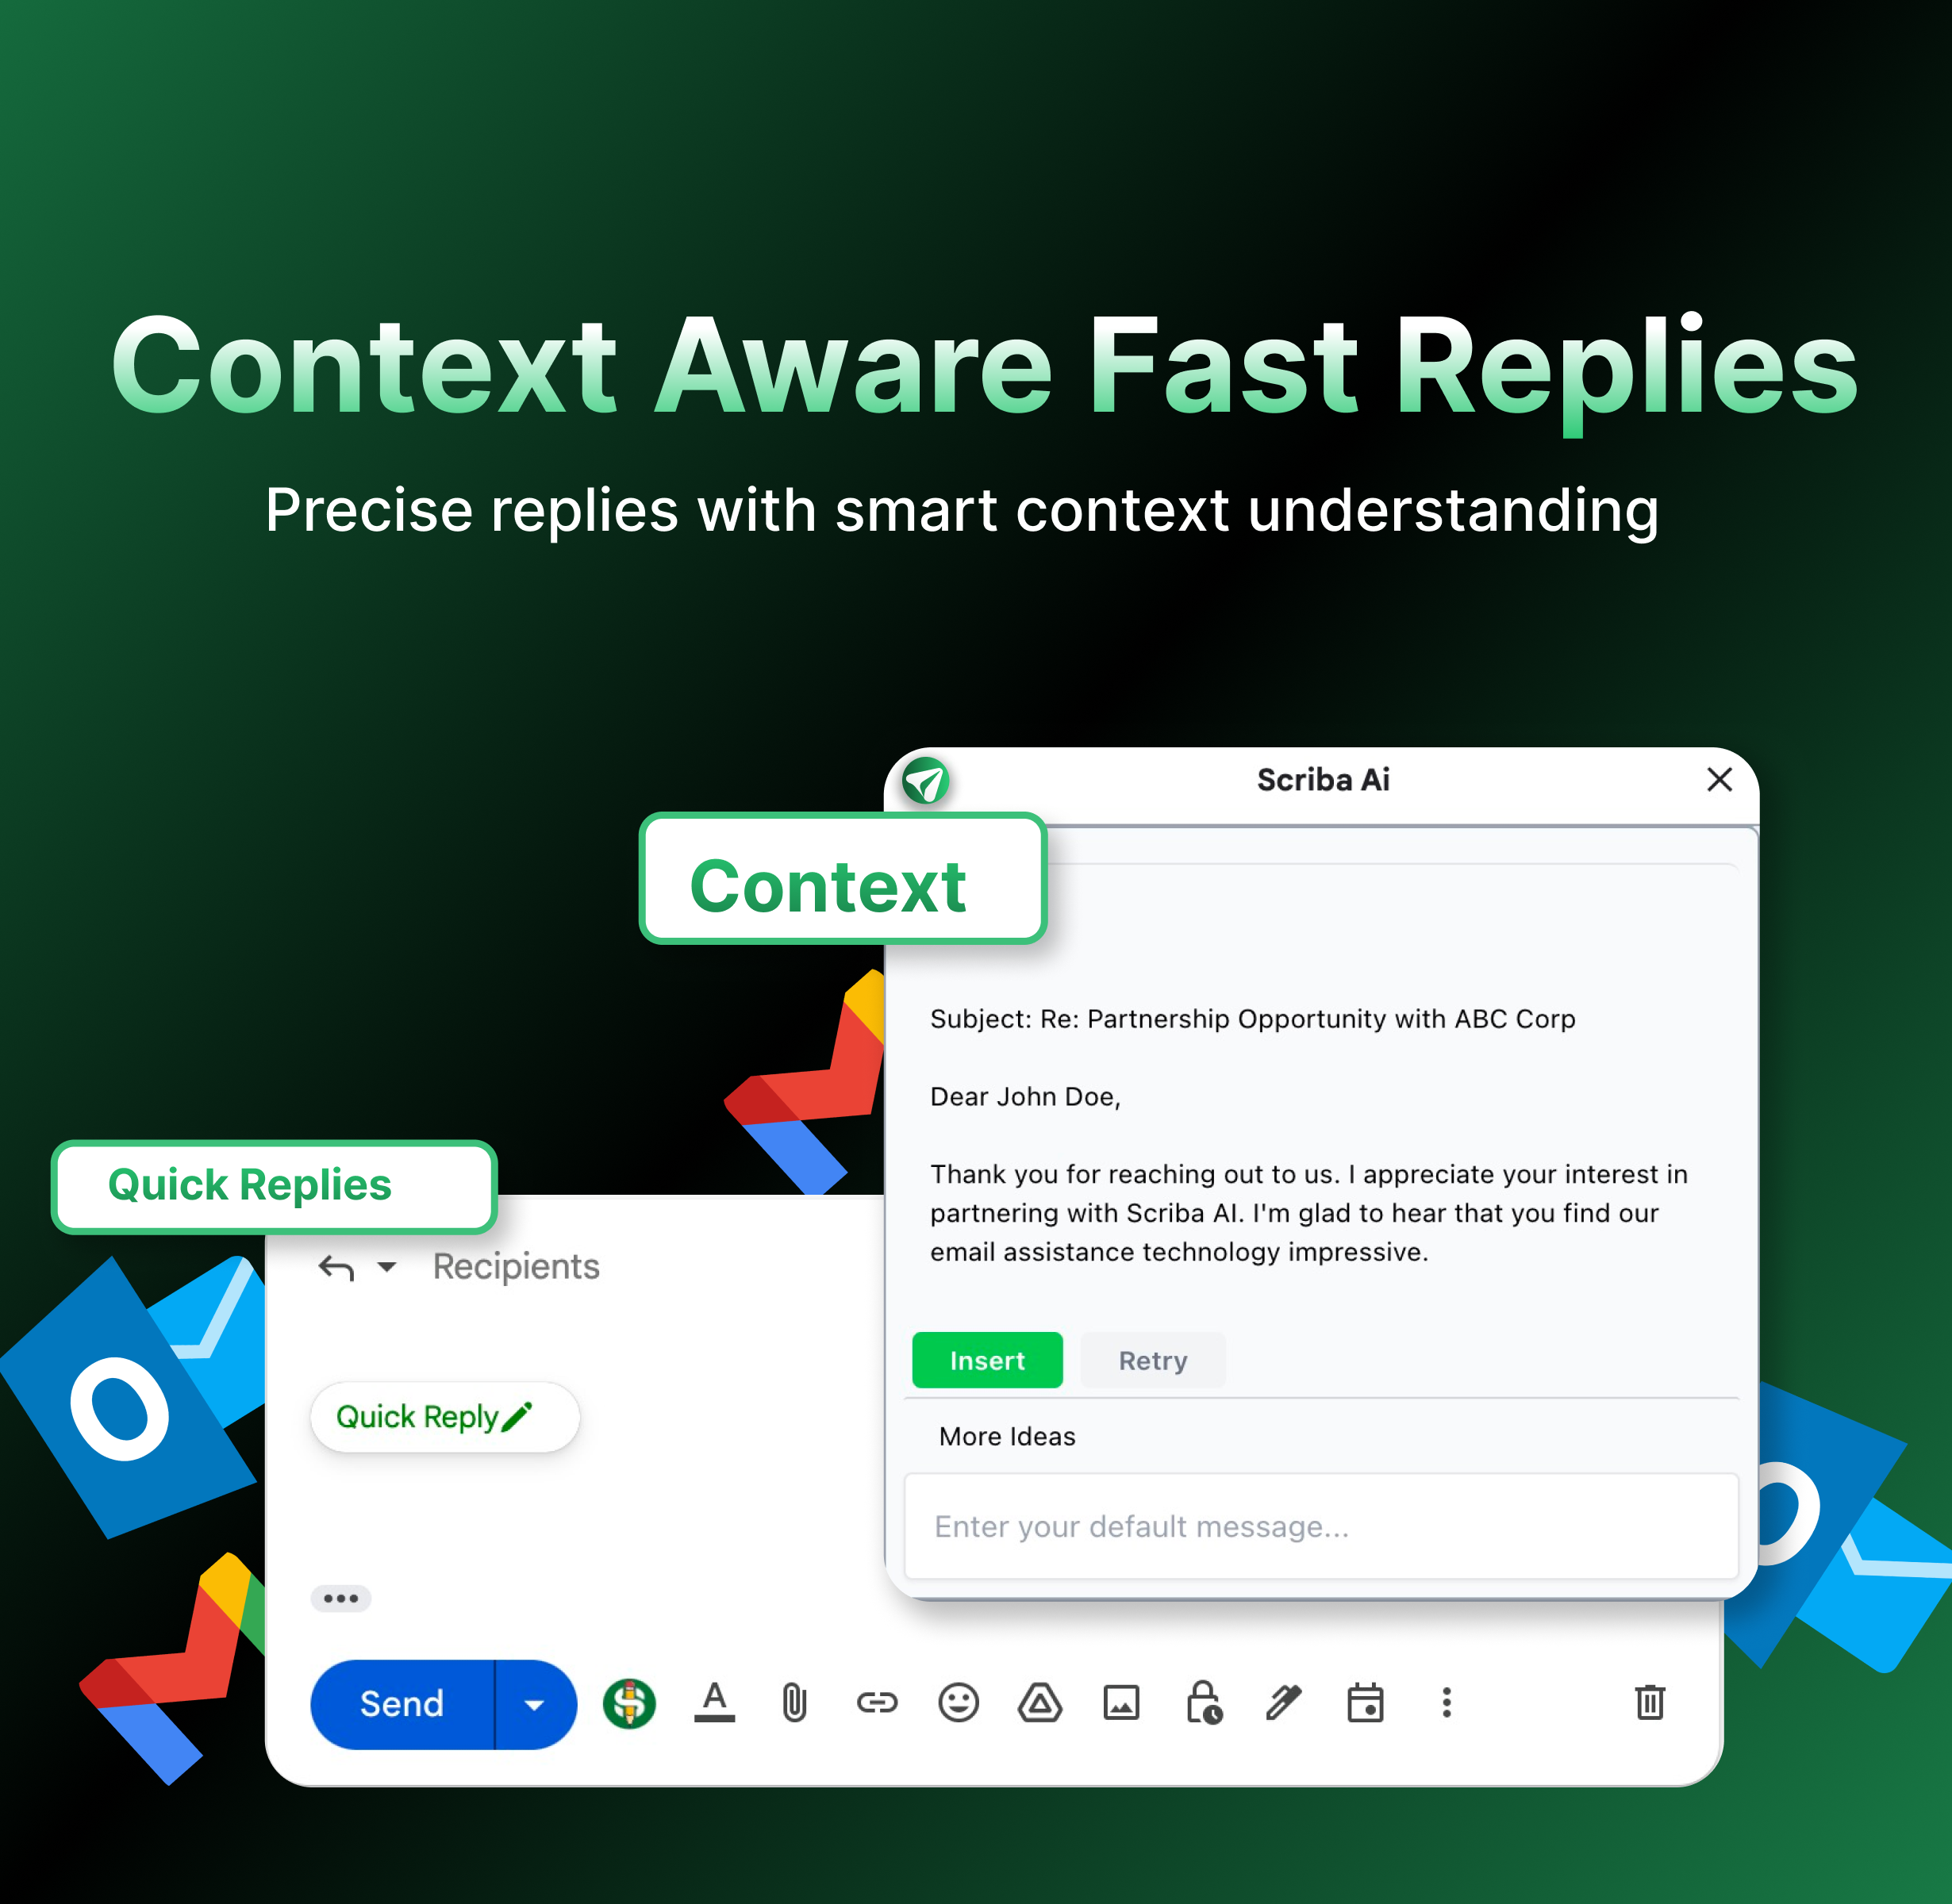 Context Aware Fast Replies
Precise replies with smart context understanding
Scriba Ai
Context
Subject: Re: Partnership Opportunity with ABC Corp
Dear John Doe,
Thank you for reaching out to us. I appreciate your interest in
partnering with Scriba AI. I'm glad to hear that you find our
email assistance technology impressive.
Insert
Retry
More Ideas
Enter your default message...
Quick Replies
Recipients
Quick Reply
Send